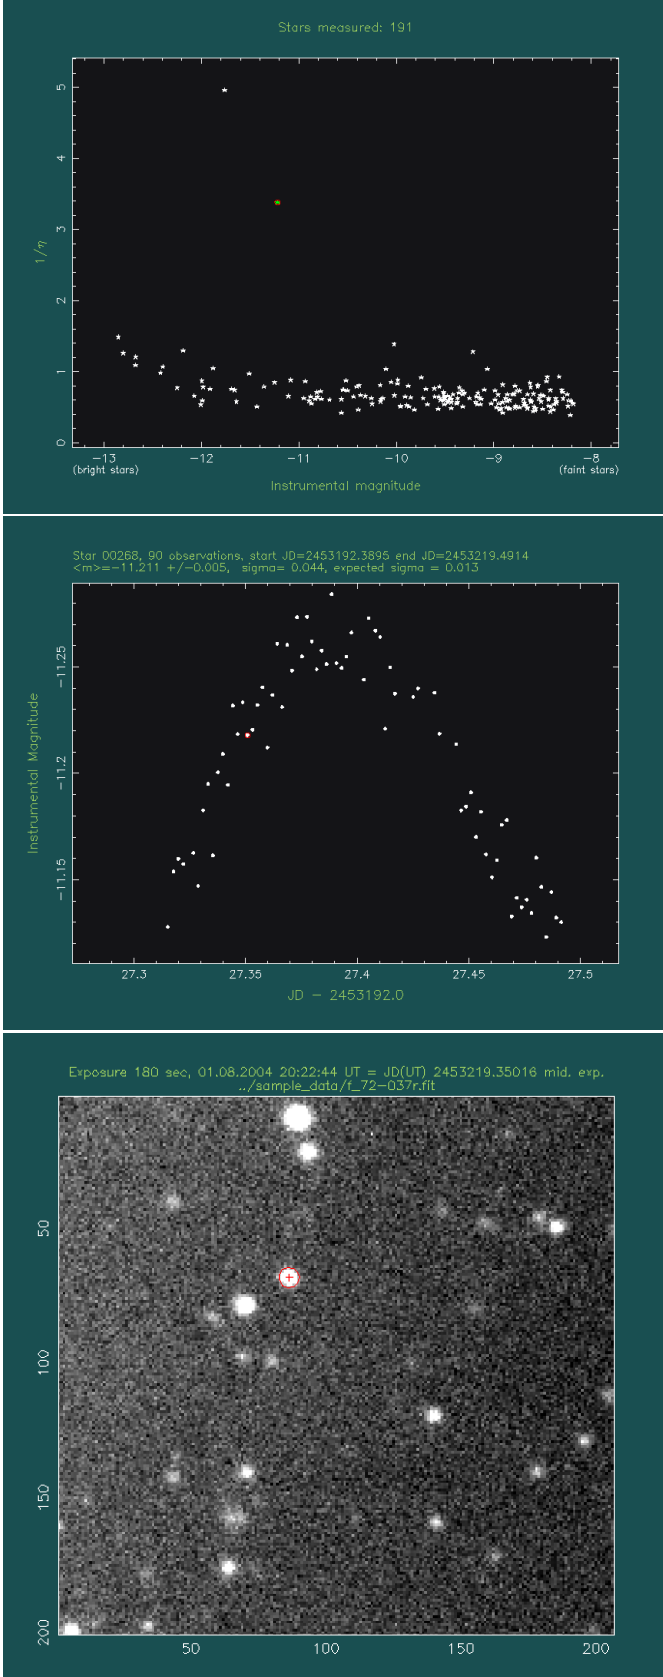 Stars measured: 191
5
4
3
2
1
0
1/η
−13 −12 −11 −10 −9 −8
(bright stars) (faint stars)
Instrumental magnitude
Star 00268, 90 observations, start JD=2453192.3895 end JD=2453219.4914
<m>=−11.211 +/−0.005, sigma= 0.044, expected sigma = 0.013
−11.25
−11.2
−11.15
Instrumental Magnitude
27.3 27.35 27.4 27.45 27.5
JD − 2453192.0
Exposure 180 sec, 01.08.2004 20:22:44 UT = JD(UT) 2453219.35016 mid. exp.
../sample_data/f_72−037r.fit
50
100
150
200
50 100 150 200